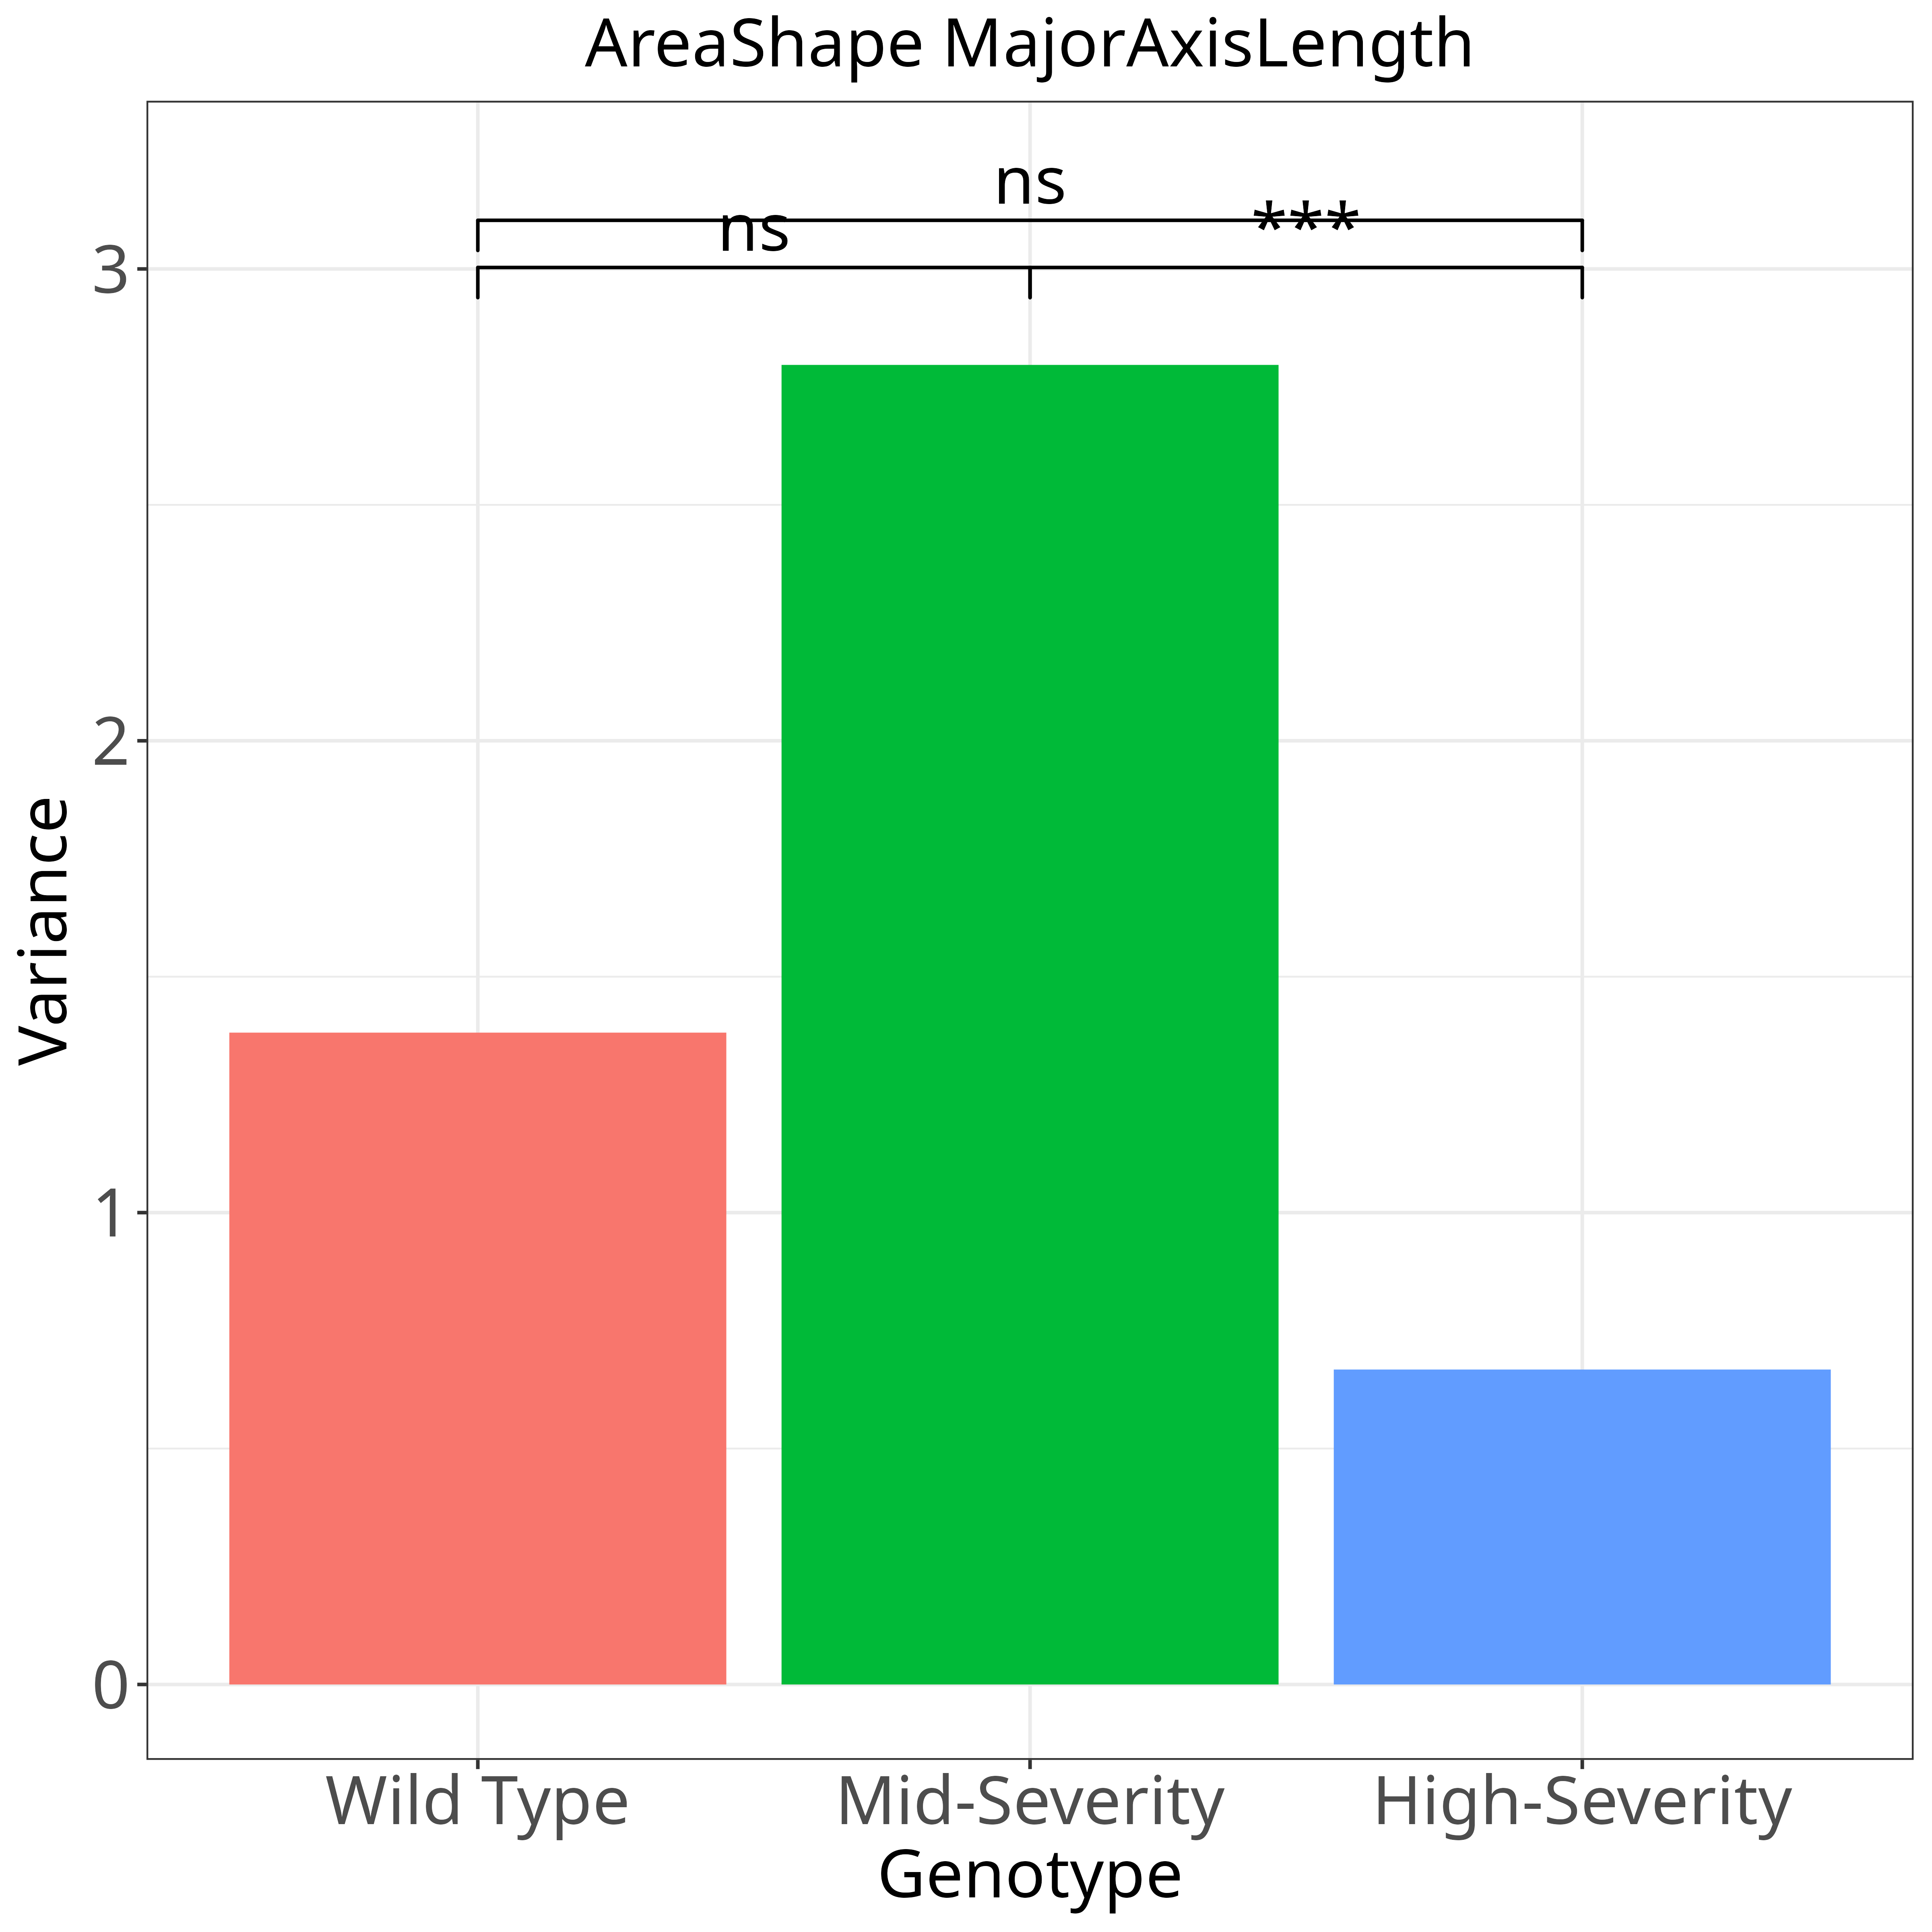 AreaShape MajorAxisLength
ns
ns
***
3
2
1
0
Variance
Wild Type
Mid-Severity
High-Severity
Genotype